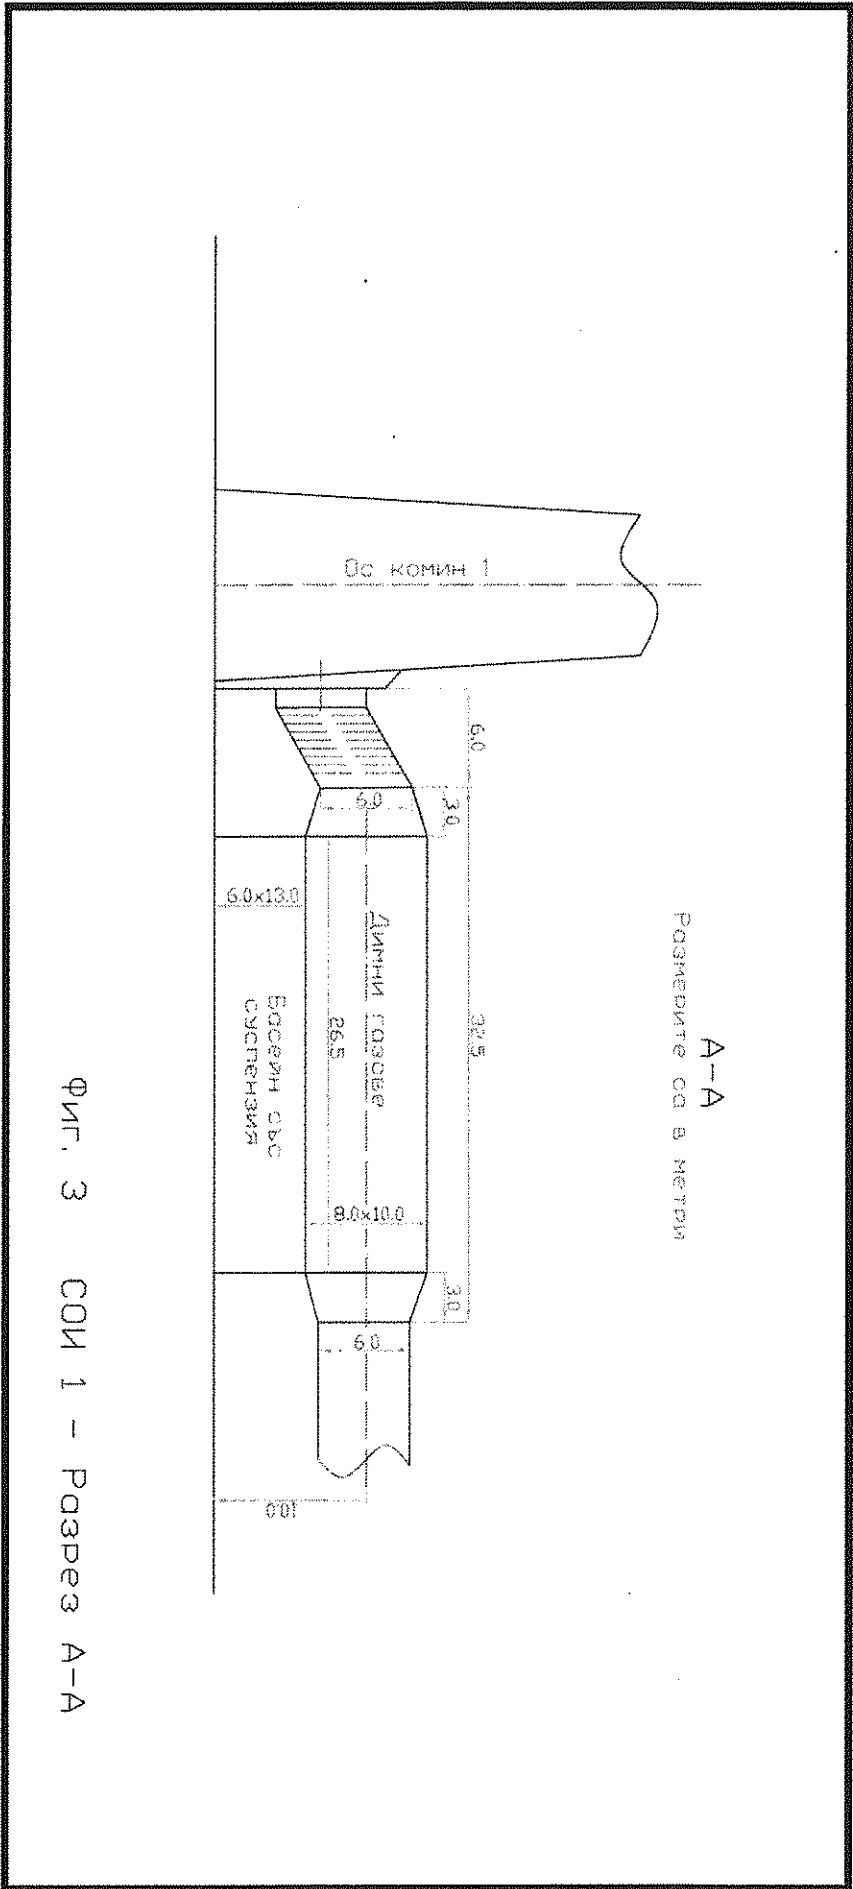 А-А
Размерите са в метри
Ос комин 1
6.0
32.5
3.0
6.0
Димни газове
26.5
8.0x10.0
3.0
6.0
6.0x13.0
Басейн със
суспензия
10.0
Фиг. 3 СОИ 1 - Разрез А-А